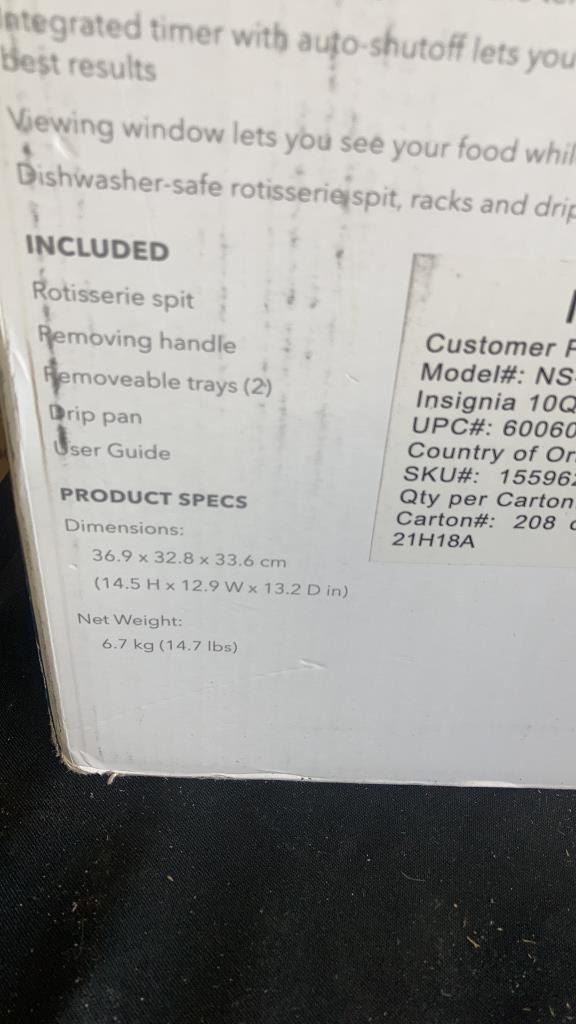 Integrated timer with auto-shutoff lets you
best results
Viewing window lets you see your food whil
Dishwasher-safe rotisserie spit, racks and drip
INCLUDED
Rotisserie spit
Removing handle
Removeable trays (2)
Drip pan
User Guide
PRODUCT SPECS
Dimensions:
36.9 x 32.8 x 33.6 cm
(14.5 H x 12.9 W x 13.2 D in)
Net Weight:
6.7 kg (14.7 lbs)
Customer P
Model#: NS-
Insignia 10Q
UPC#: 60060
Country of Or
SKU#: 15596
Qty per Carton
Carton#: 208
21H18A